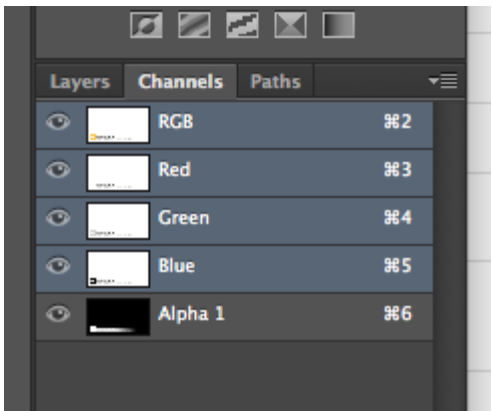 Layers Channels Paths
RGB ⌘2
Red ⌘3
Green ⌘4
Blue ⌘5
Alpha 1 ⌘6